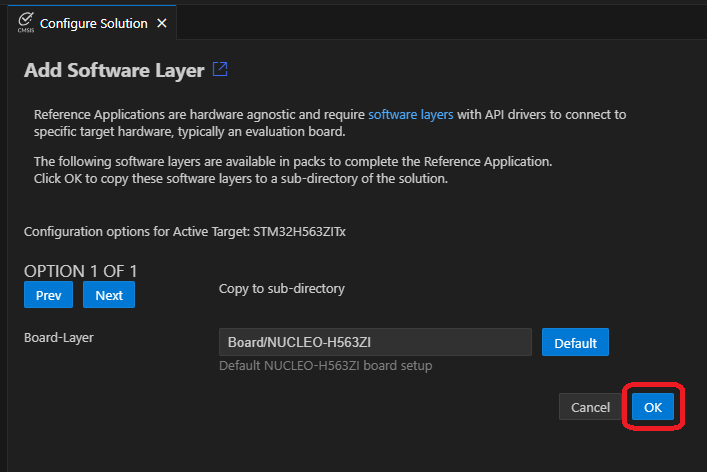 CMSIS
Configure Solution
Add Software Layer
Reference Applications are hardware agnostic and require software layers with API drivers to connect to
specific target hardware, typically an evaluation board.
The following software layers are available in packs to complete the Reference Application.
Click OK to copy these software layers to a sub-directory of the solution.
Configuration options for Active Target: STM32H563ZITx
OPTION 1 OF 1
Prev Next Copy to sub-directory
Board-Layer Board/NUCLEO-H563ZI Default
Default NUCLEO-H563ZI board setup
Cancel OK